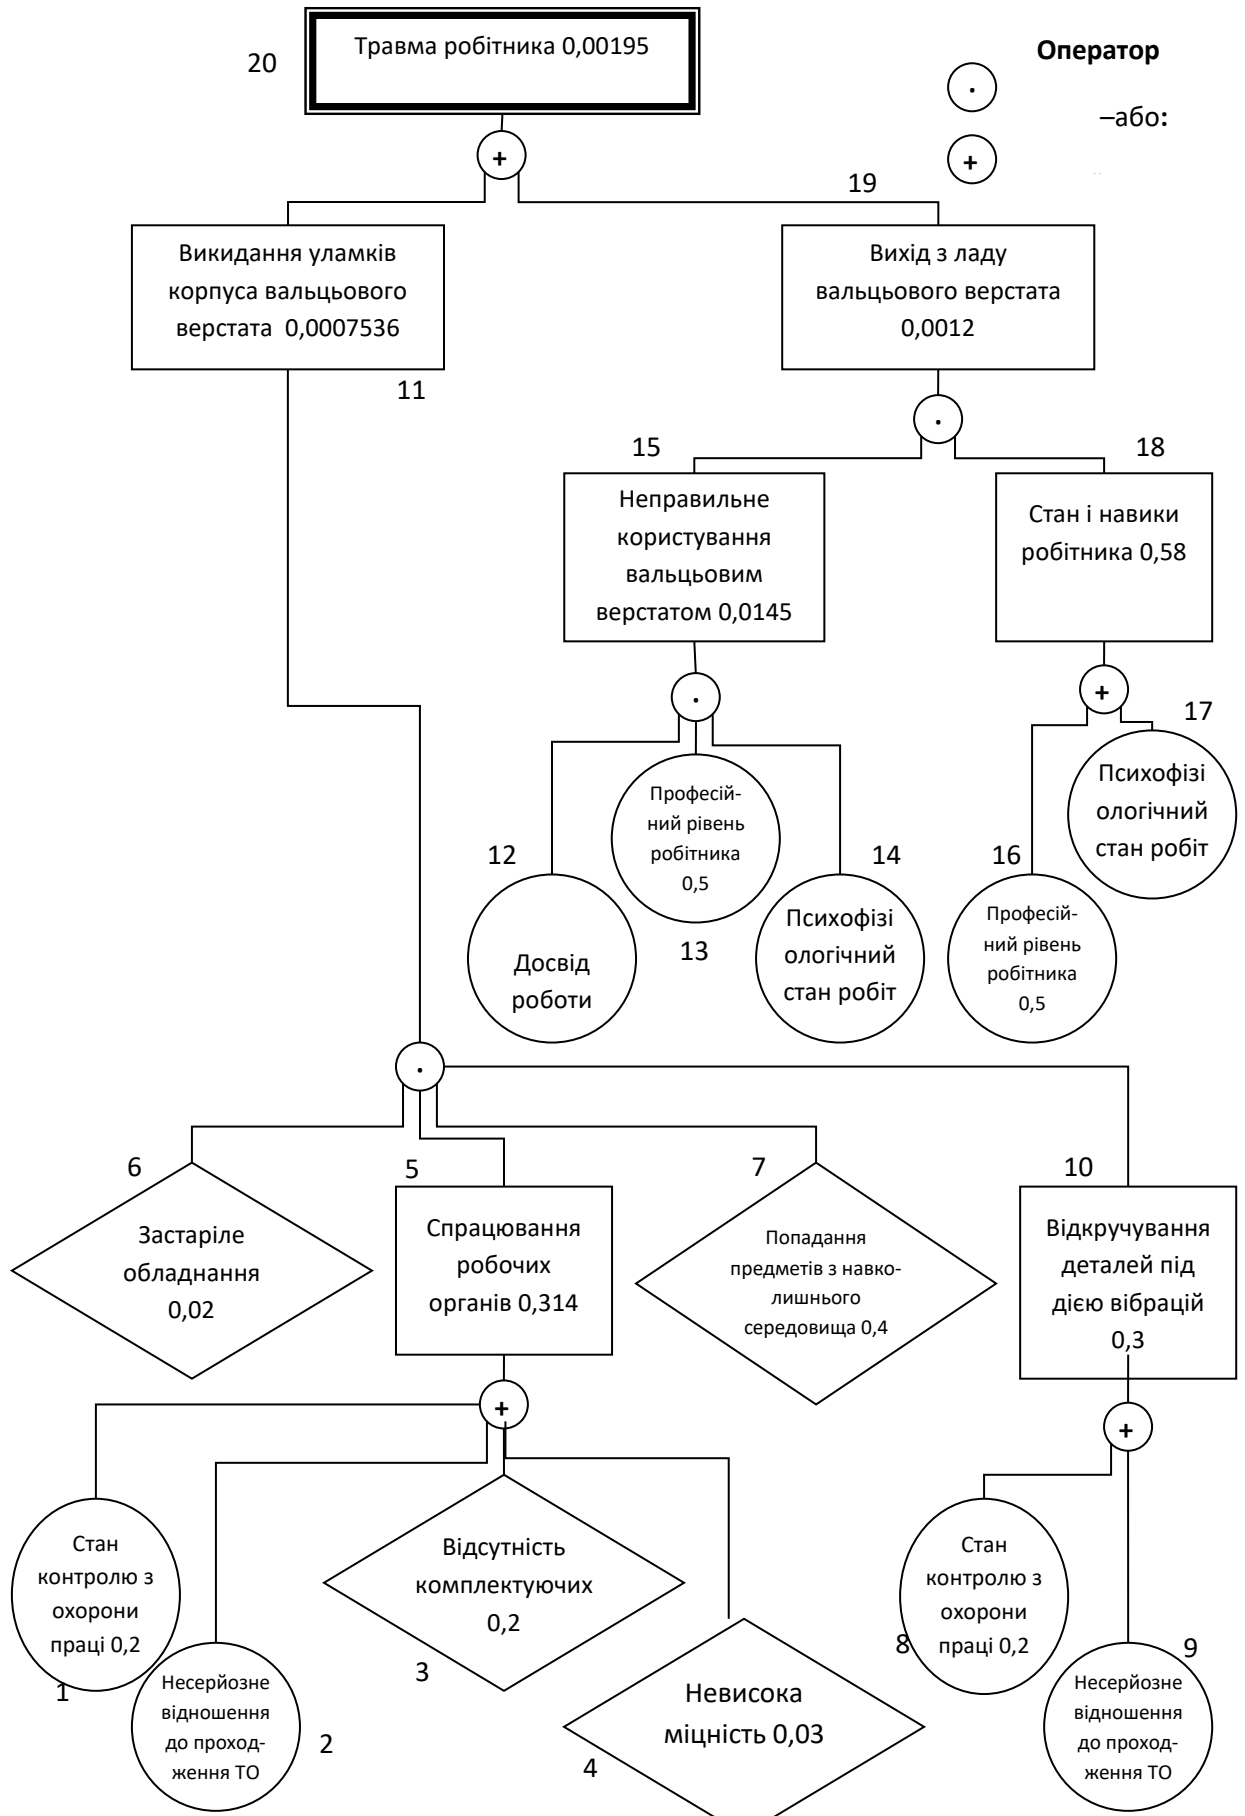 Травма робітника 0,00195
20
Оператор
.
–або:
+
+
19
Викидання уламків
корпуса вальцьового
верстата 0,0007536
11
Вихід з ладу
вальцьового верстата
0,0012
.
15
18
Неправильне
користування
вальцьовим
верстатом 0,0145
Стан і навики
робітника 0,58
.
+
17
Психофізі
ологічний
стан робіт
12
Досвід
роботи
Професій-
ний рівень
робітника
0,5
13
14
Психофізі
ологічний
стан робіт
16
Професій-
ний рівень
робітника
0,5
.
6
Застаріле
обладнання
0,02
5
Спрацювання
робочих
органів 0,314
7
Попадання
предметів з навко-
лишнього
середовища 0,4
10
Відкручування
деталей під
дією вібрацій
0,3
+
+
Стан
контролю з
охорони
праці 0,2
1
Несерйозне
відношення
до проход-
ження ТО
2
Відсутність
комплектуючих
0,2
3
Невисока
міцність 0,03
4
Стан
контролю з
охорони
праці 0,2
8
9
Несерйозне
відношення
до проход-
ження ТО